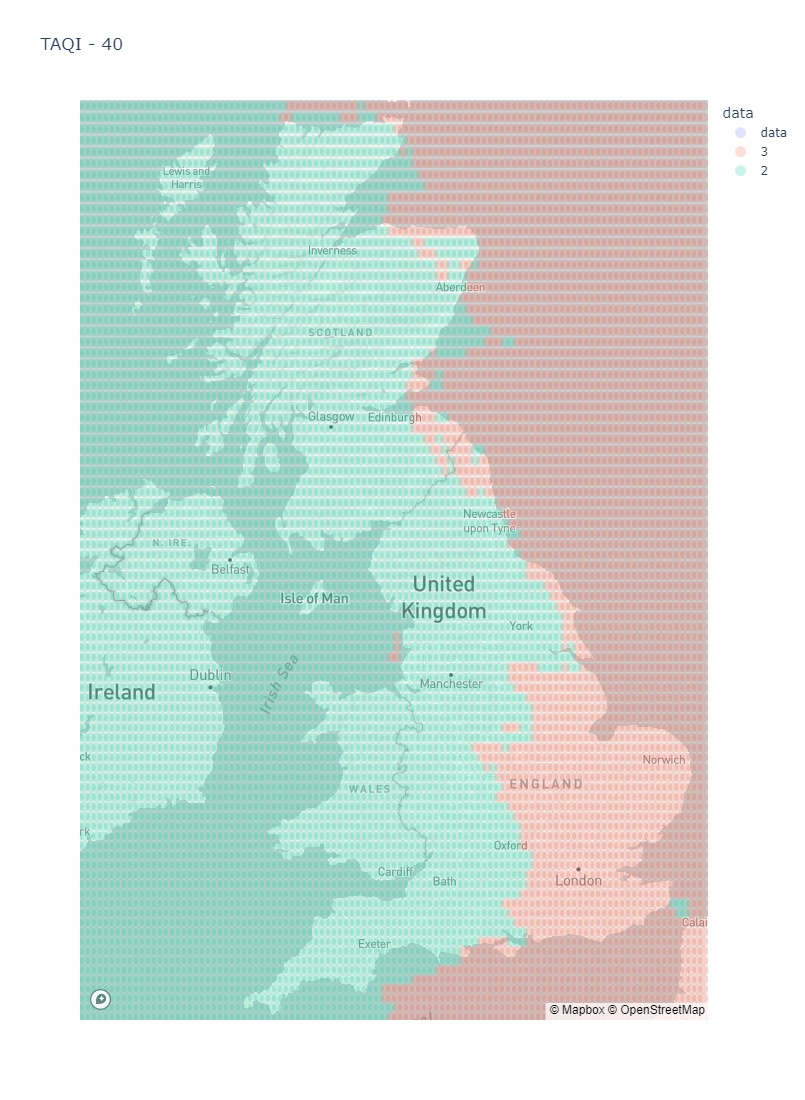 TAQI - 40
data
data
3
2
Lewis and
Harris
Inverness
Aberdeen
SCOTLAND
Glasgow
Edinburgh
Newcastle
upon Tyne
N. IRE.
Belfast
United
Kingdom
Isle of Man
York
Dublin
Irish Sea
Manchester
Ireland
ck
Norwich
ENGLAND
WALES
rk
Oxford
Cardiff
Bath
London
Calai
Exeter
© Mapbox © OpenStreetMap